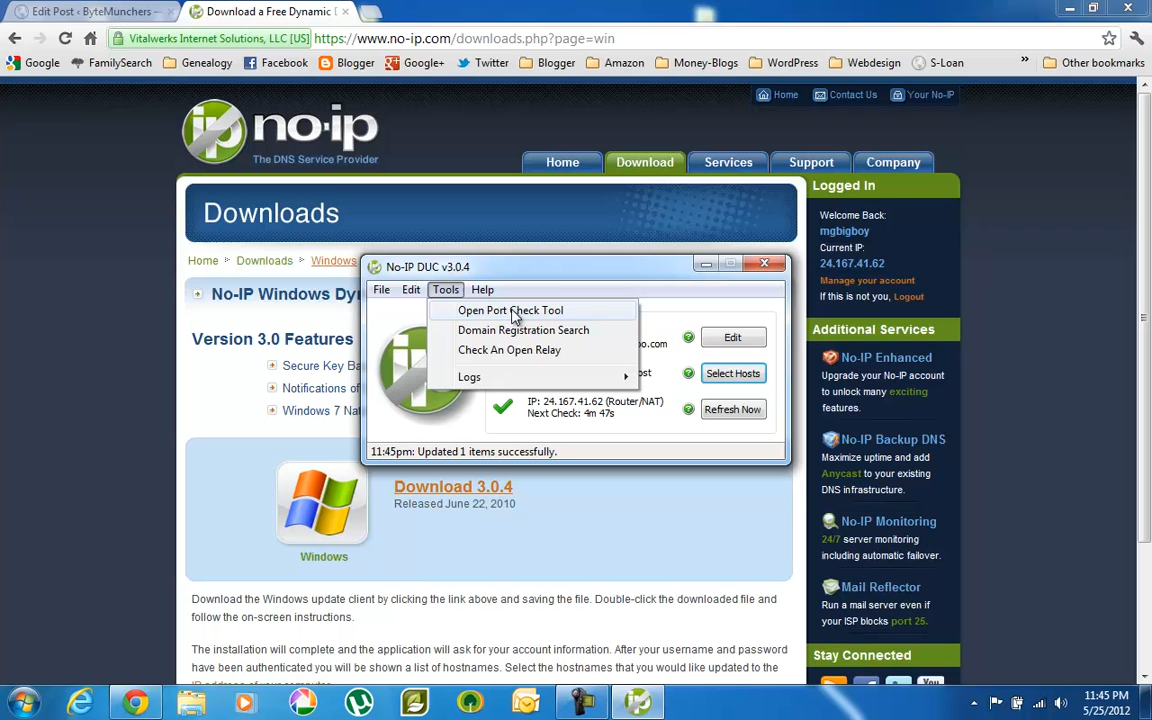 Edit Post ‹ ByteMunchers —
Download a Free Dynamic
Vitalwerks Internet Solutions, LLC [US] https://www.no-ip.com/downloads.php?page=win
Google FamilySearch Genealogy Facebook Blogger Google+ Twitter Blogger Amazon Money-Blogs WordPress Webdesign S-Loan » Other bookmarks
Home Contact Us Your No-IP
ip no-ip
The DNS Service Provider
Home Download Services Support Company
Downloads
Home Downloads Windows
No-IP Windows Dy
Version 3.0 Features
Secure Key Ba
Notifications of
Windows 7 Nat
No-IP DUC v3.0.4
File Edit Tools Help
Open Port Check Tool
Domain Registration Search
Check An Open Relay
Logs
oo.com
Edit
ost
Select Hosts
IP: 24.167.41.62 (Router/NAT)
Next Check: 4m 47s
Refresh Now
11:45pm: Updated 1 items successfully.
Download 3.0.4
Released June 22, 2010
Windows
Download the Windows update client by clicking the link above and saving the file. Double-click the downloaded file and
follow the on-screen instructions.
The installation will complete and the application will ask for your account information. After your username and password
have been authenticated you will be shown a list of hostnames. Select the hostnames that you would like updated to the
IP address of your computer.
Logged In
Welcome Back:
mgbigboy
Current IP:
24.167.41.62
Manage your account
If this is not you, Logout
Additional Services
No-IP Enhanced
Upgrade your No-IP account
to unlock many exciting
features.
No-IP Backup DNS
Maximize uptime and add
Anycast to your existing
DNS infrastructure.
No-IP Monitoring
24/7 server monitoring
including automatic failover.
Mail Reflector
Run a mail server even if
your ISP blocks port 25.
Stay Connected
You
11:45 PM
5/25/2012